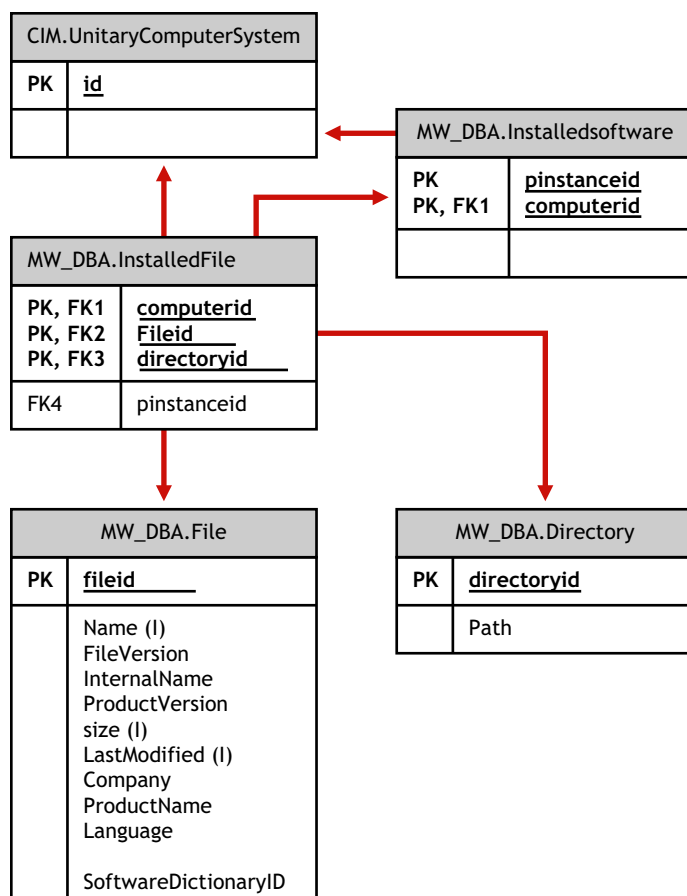 CIM.UnitaryComputerSystem
PK id
MW_DBA.Installedsoftware
PK pinstanceid
PK, FK1 computerid
MW_DBA.InstalledFile
PK, FK1 computerid
PK, FK2 Fileid
PK, FK3 directoryid
FK4 pinstanceid
MW_DBA.File
PK fileid
Name (I)
FileVersion
InternalName
ProductVersion
size (I)
LastModified (I)
Company
ProductName
Language
SoftwareDictionaryID
MW_DBA.Directory
PK directoryid
Path